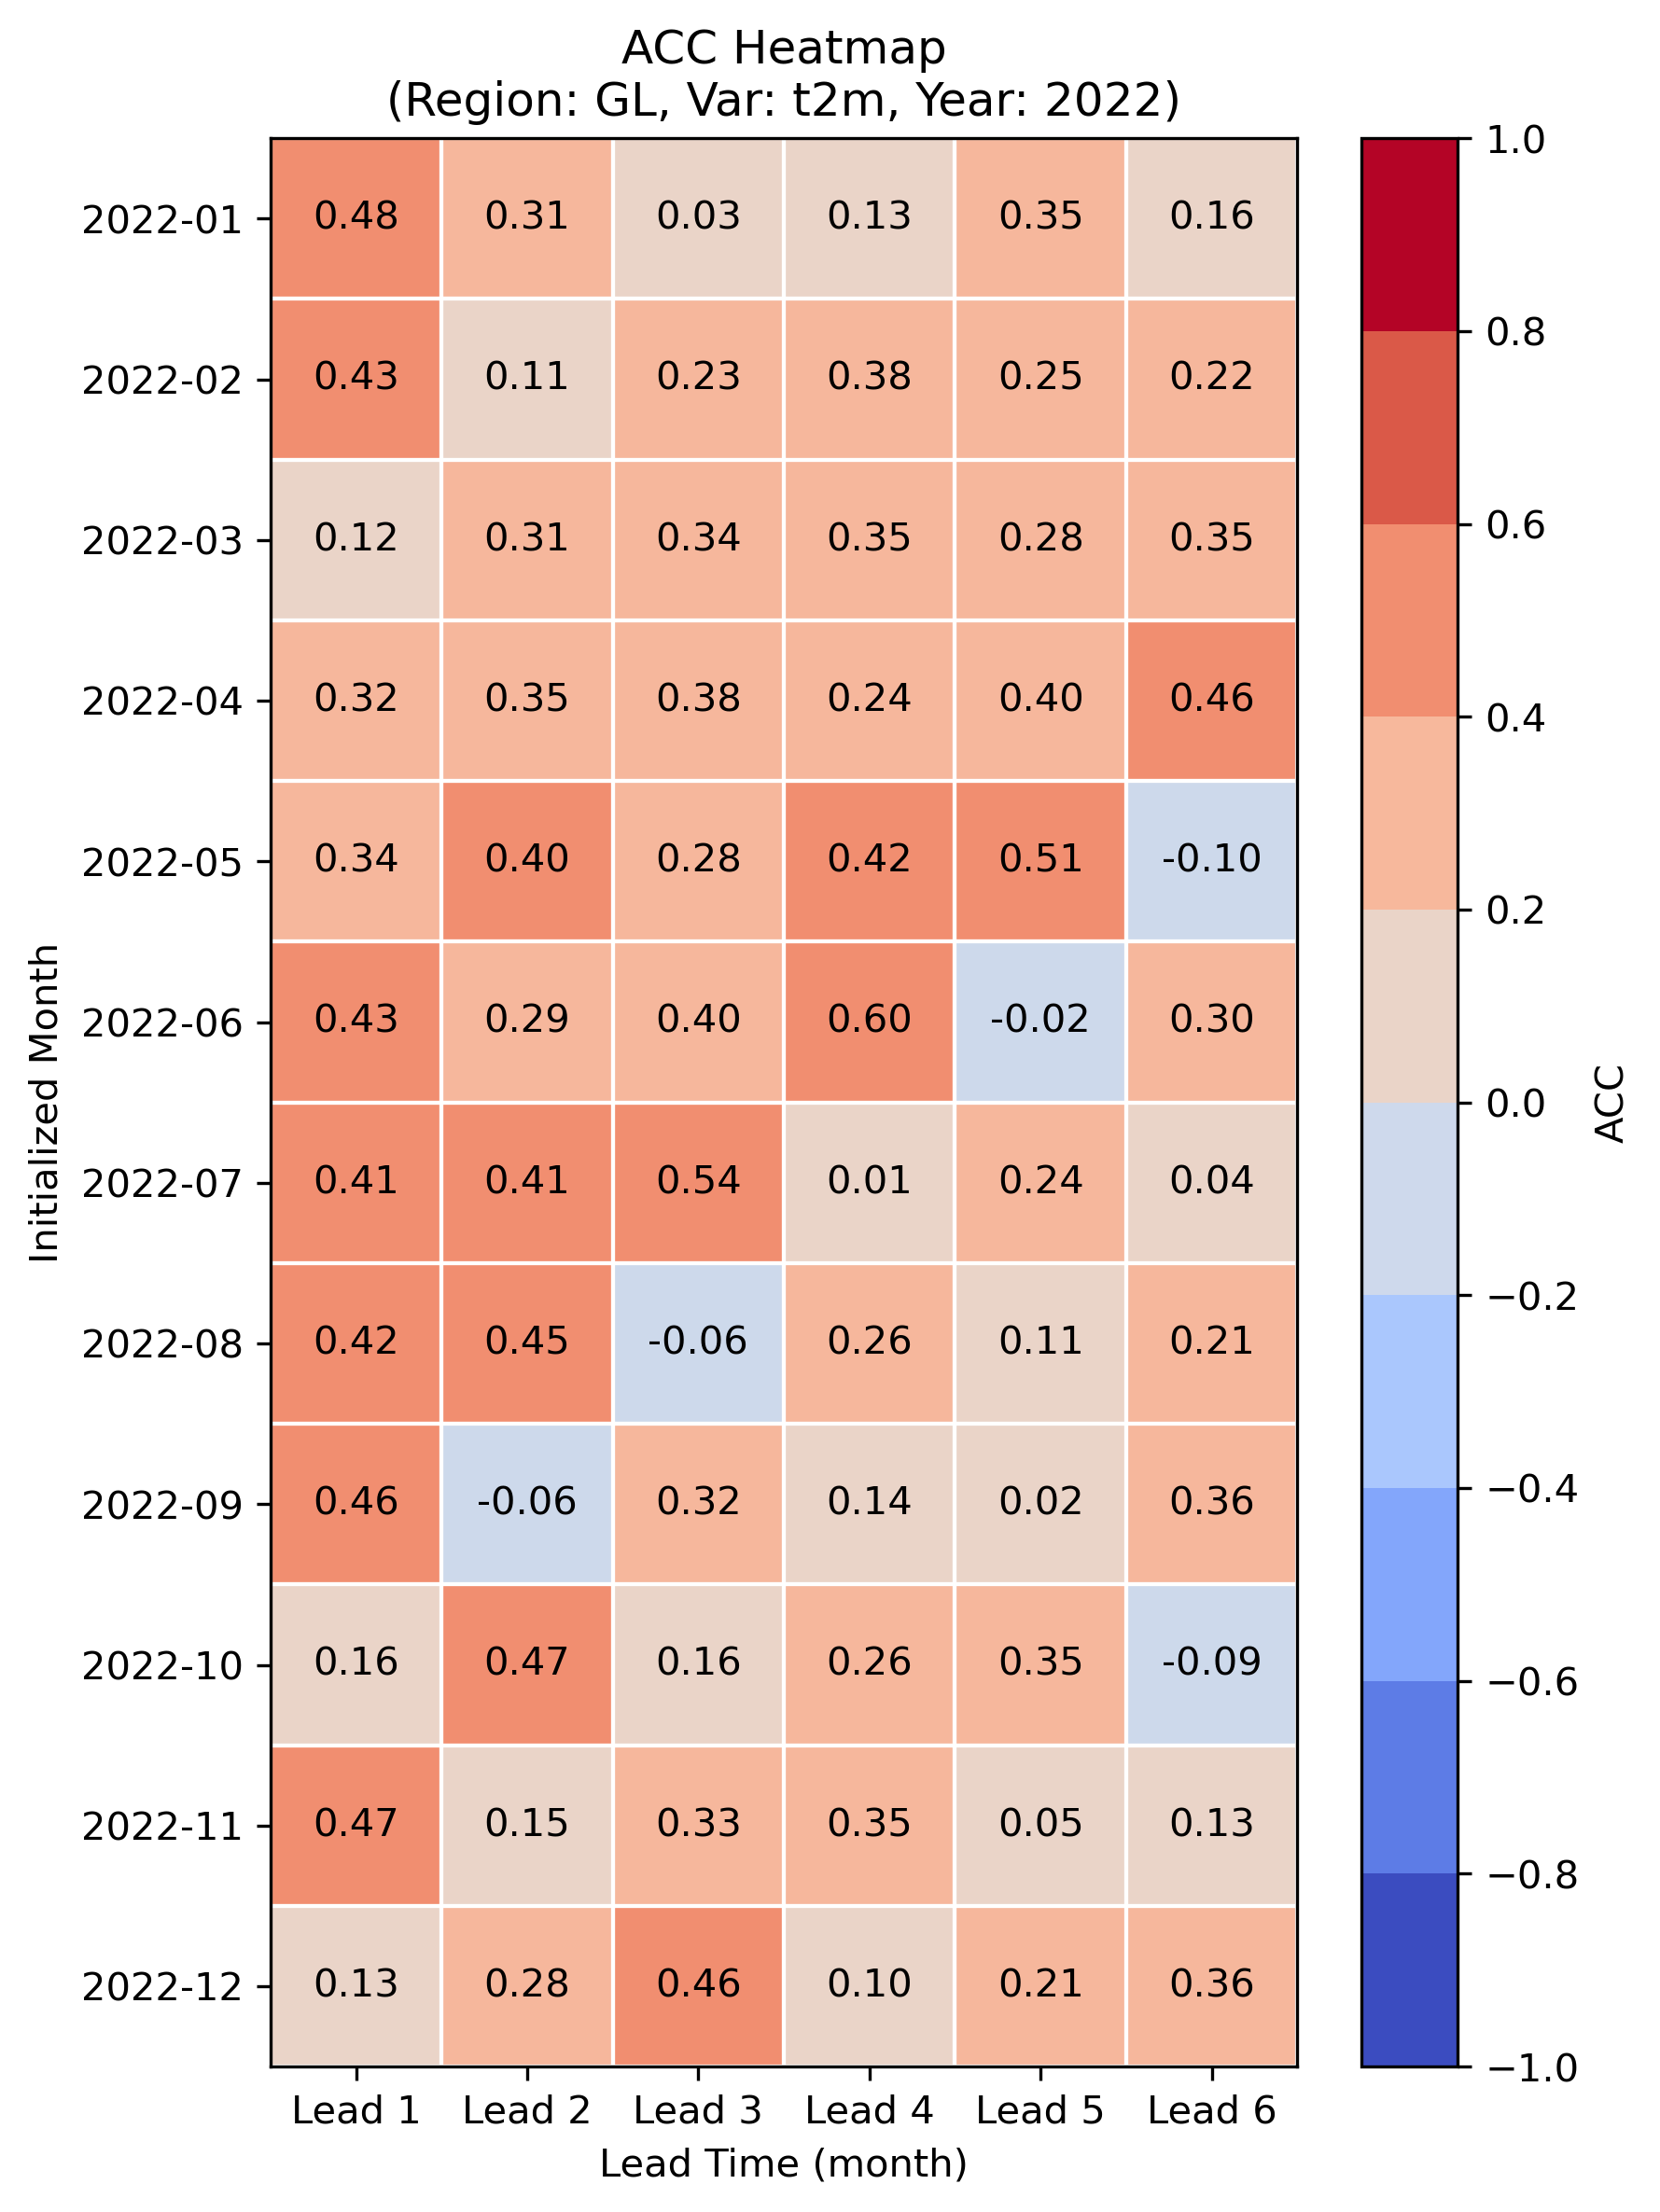 ACC Heatmap
(Region: GL, Var: t2m, Year: 2022)
Initialized Month
2022-01 0.48 0.31 0.03 0.13 0.35 0.16
2022-02 0.43 0.11 0.23 0.38 0.25 0.22
2022-03 0.12 0.31 0.34 0.35 0.28 0.35
2022-04 0.32 0.35 0.38 0.24 0.40 0.46
2022-05 0.34 0.40 0.28 0.42 0.51 -0.10
2022-06 0.43 0.29 0.40 0.60 -0.02 0.30
2022-07 0.41 0.41 0.54 0.01 0.24 0.04
2022-08 0.42 0.45 -0.06 0.26 0.11 0.21
2022-09 0.46 -0.06 0.32 0.14 0.02 0.36
2022-10 0.16 0.47 0.16 0.26 0.35 -0.09
2022-11 0.47 0.15 0.33 0.35 0.05 0.13
2022-12 0.13 0.28 0.46 0.10 0.21 0.36
Lead 1 Lead 2 Lead 3 Lead 4 Lead 5 Lead 6
Lead Time (month)
1.0
0.8
0.6
0.4
0.2
0.0
−0.2
−0.4
−0.6
−0.8
−1.0
ACC